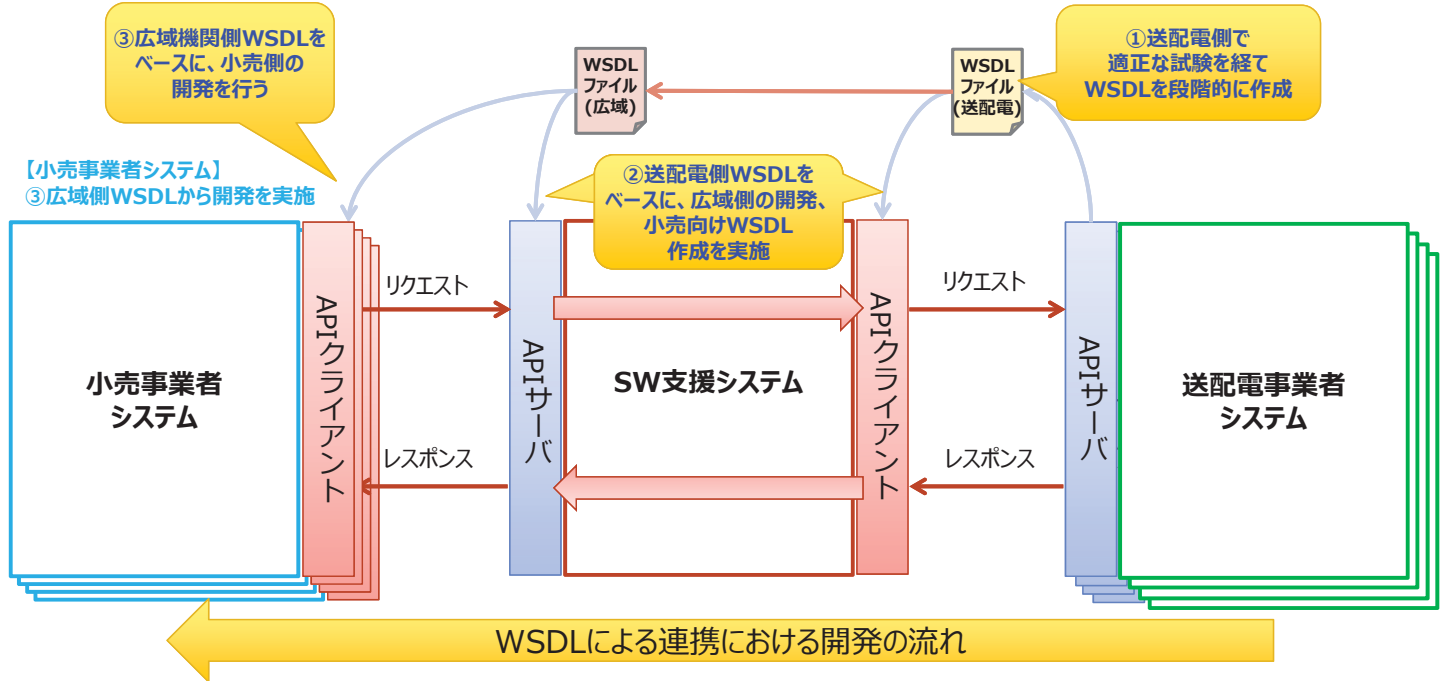 ③広域機関側WSDLを
ベースに、小売側の
開発を行う
WSDL
ファイル
(広域)
WSDL
ファイル
(送配電)
①送配電側で
適正な試験を経て
WSDLを段階的に作成
【小売事業者システム】
③広域側WSDLから開発を実施
②送配電側WSDLを
ベースに、広域側の開発、
小売向けWSDL
作成を実施
小売事業者
システム
APIクライアント
リクエスト
レスポンス
APIサーバ
SW支援システム
APIクライアント
リクエスト
レスポンス
APIサーバ
送配電事業者
システム
WSDLによる連携における開発の流れ